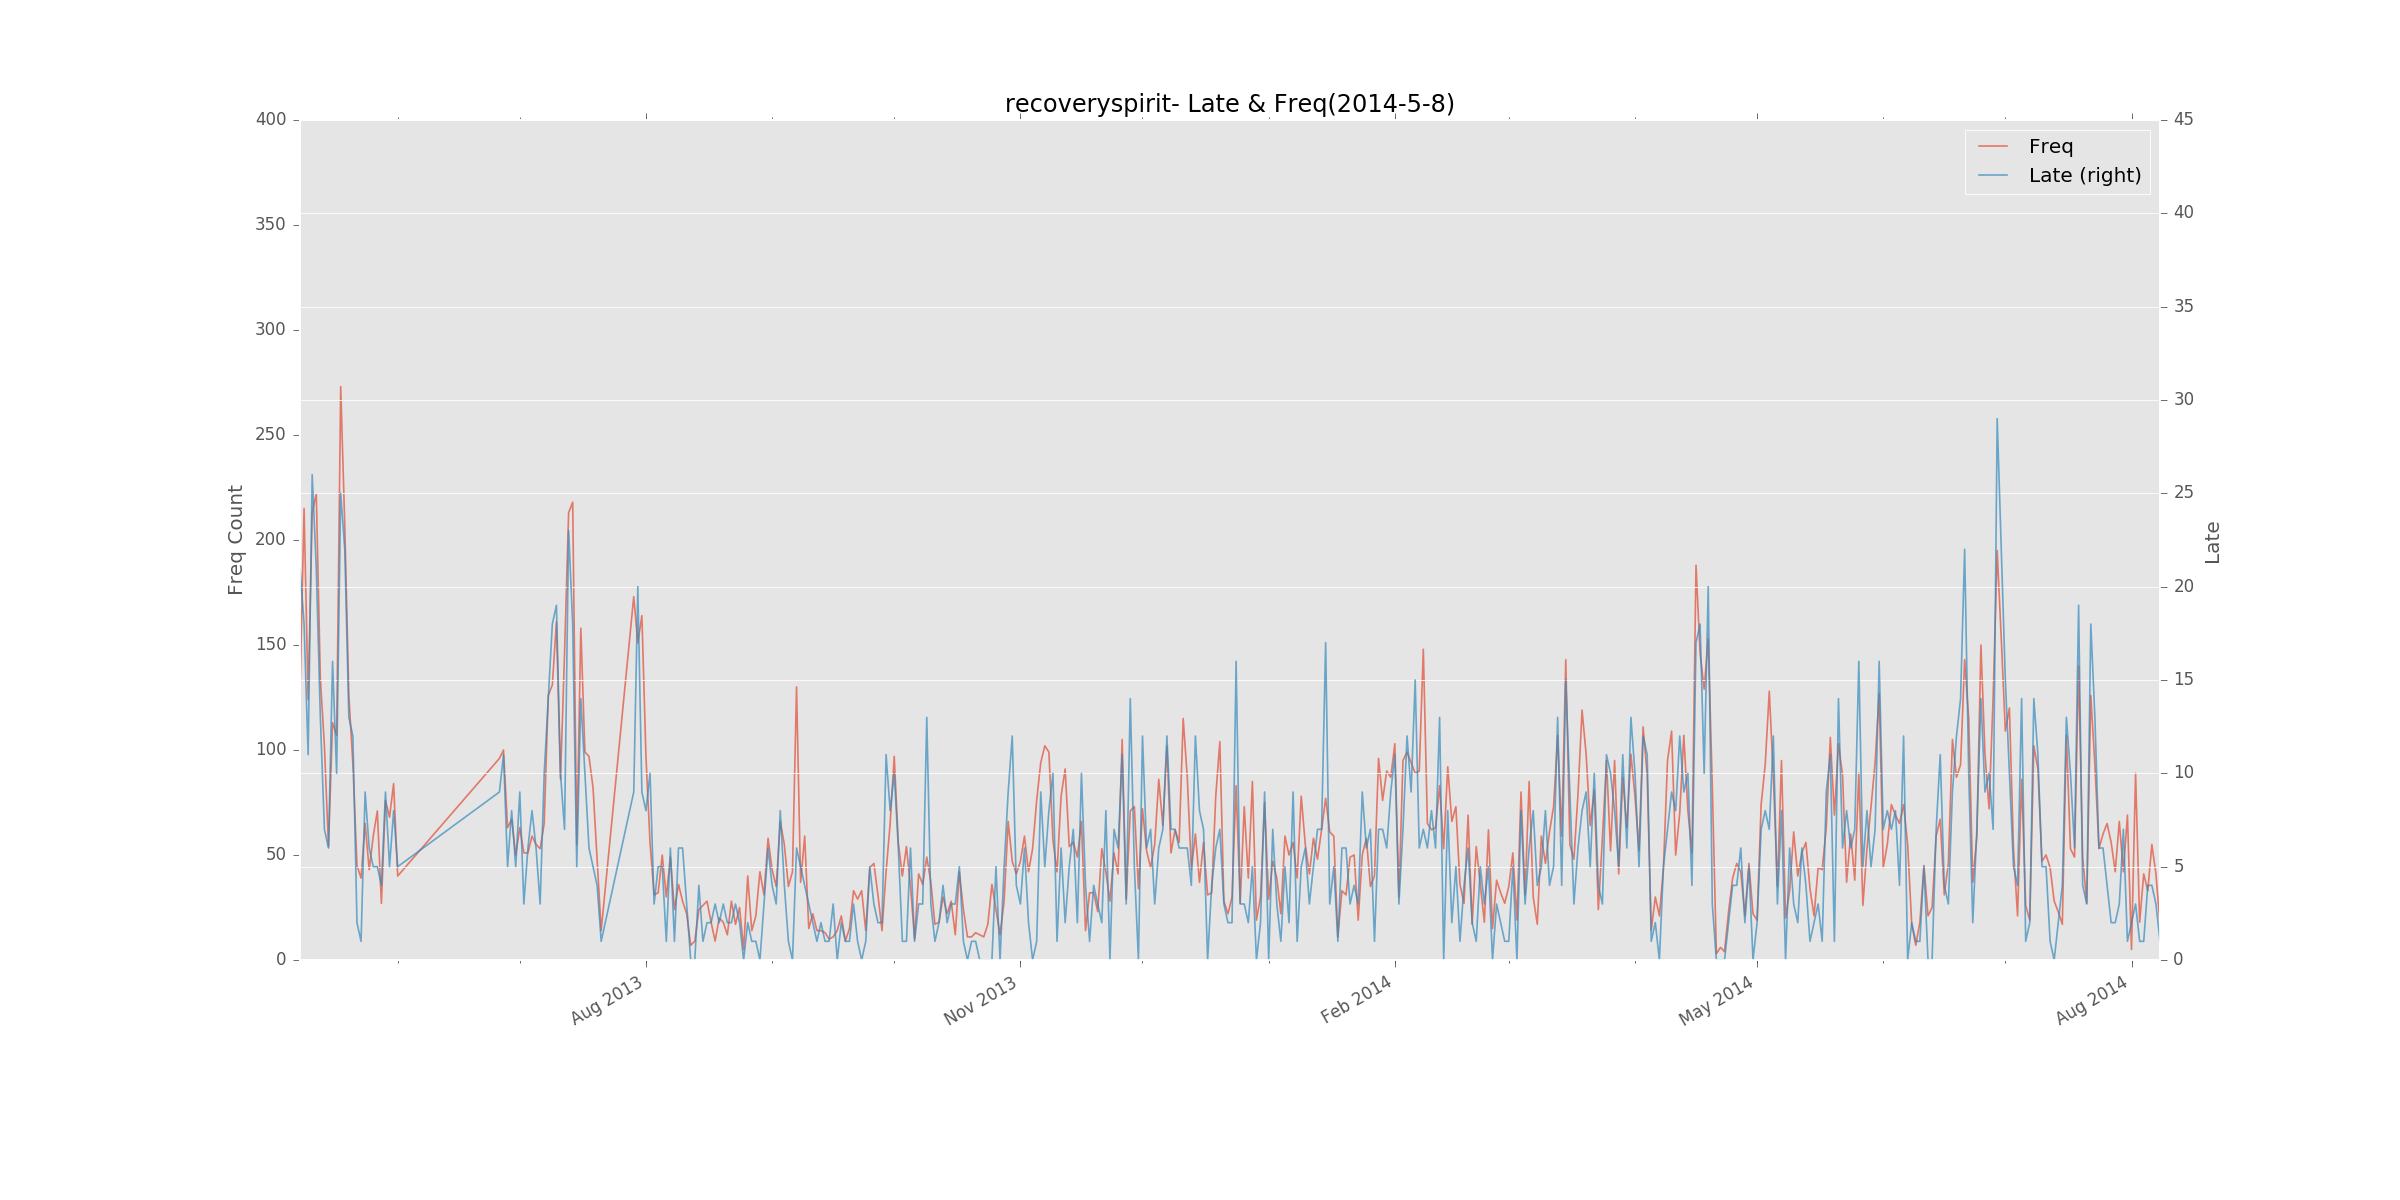 recoveryspirit- Late & Freq(2014-5-8)
Freq
Late (right)
400
350
300
250
200
150
100
50
0
Freq Count
45
40
35
30
25
20
15
10
5
0
Late
Aug 2013
Nov 2013
Feb 2014
May 2014
Aug 2014